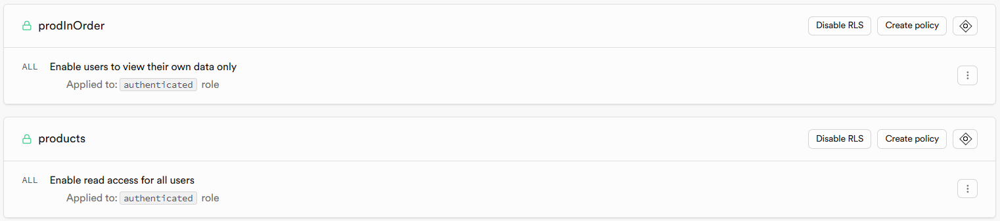 prodInOrder Disable RLS Create policy
ALL Enable users to view their own data only
Applied to: authenticated role
products Disable RLS Create policy
ALL Enable read access for all users
Applied to: authenticated role